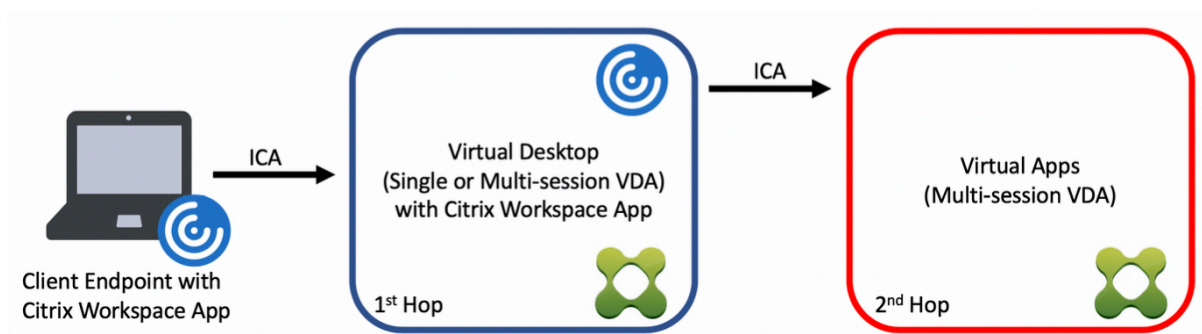 Client Endpoint with
Citrix Workspace App
ICA
Virtual Desktop
(Single or Multi-session VDA)
with Citrix Workspace App
1st Hop
ICA
Virtual Apps
(Multi-session VDA)
2nd Hop